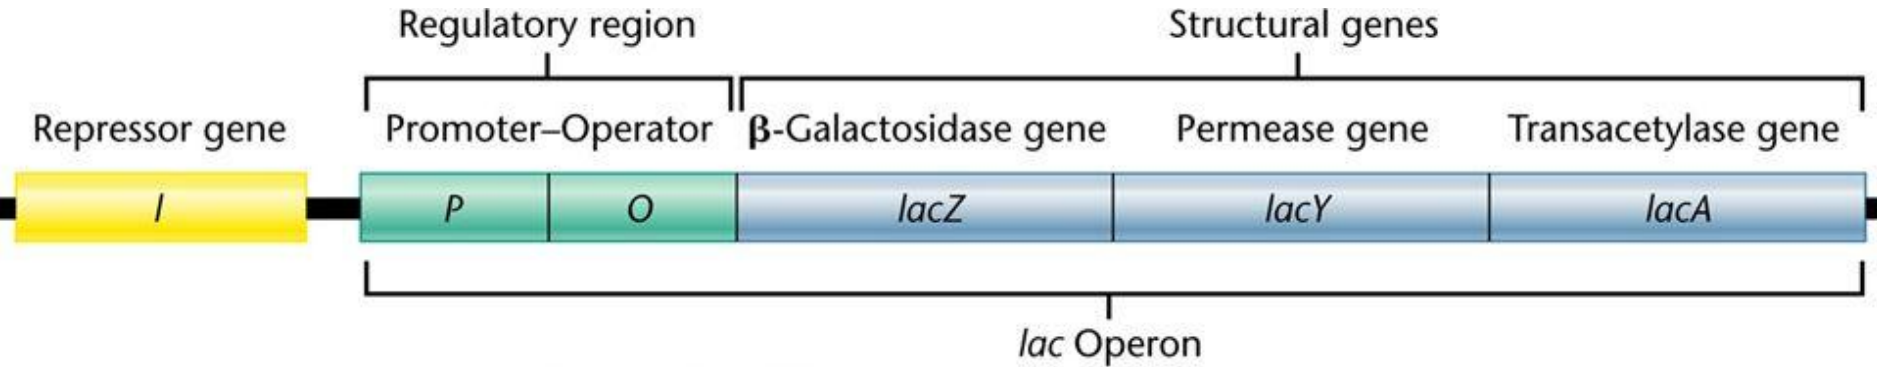 Regulatory region Structural genes
Repressor gene Promoter–Operator β-Galactosidase gene Permease gene Transacetylase gene
I P O lacZ lacY lacA
lac Operon